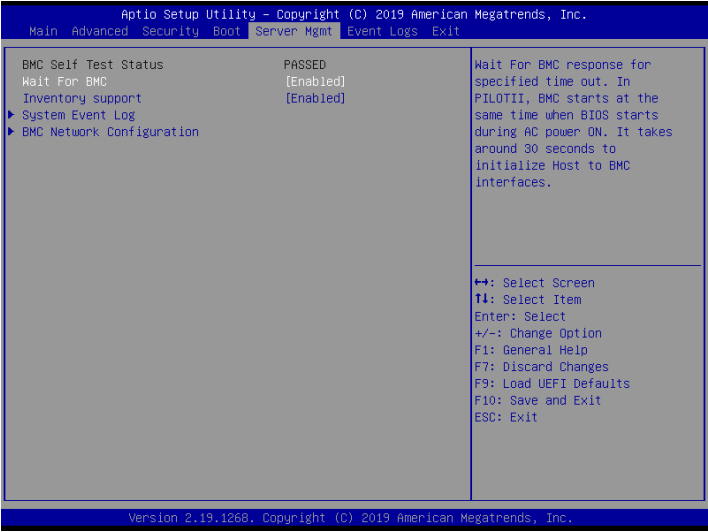 Aptio Setup Utility – Copyright (C) 2019 American Megatrends, Inc.
Main Advanced Security Boot Server Mgmt Event Logs Exit
BMC Self Test Status PASSED
Wait For BMC [Enabled]
Inventory support [Enabled]
System Event Log
BMC Network Configuration
Wait For BMC response for
specified time out. In
PILOTII, BMC starts at the
same time when BIOS starts
during AC power ON. It takes
around 30 seconds to
initialize Host to BMC
interfaces.
↔: Select Screen
↑↓: Select Item
Enter: Select
+/-: Change Option
F1: General Help
F7: Discard Changes
F9: Load UEFI Defaults
F10: Save and Exit
ESC: Exit
Version 2.19.1268. Copyright (C) 2019 American Megatrends, Inc.